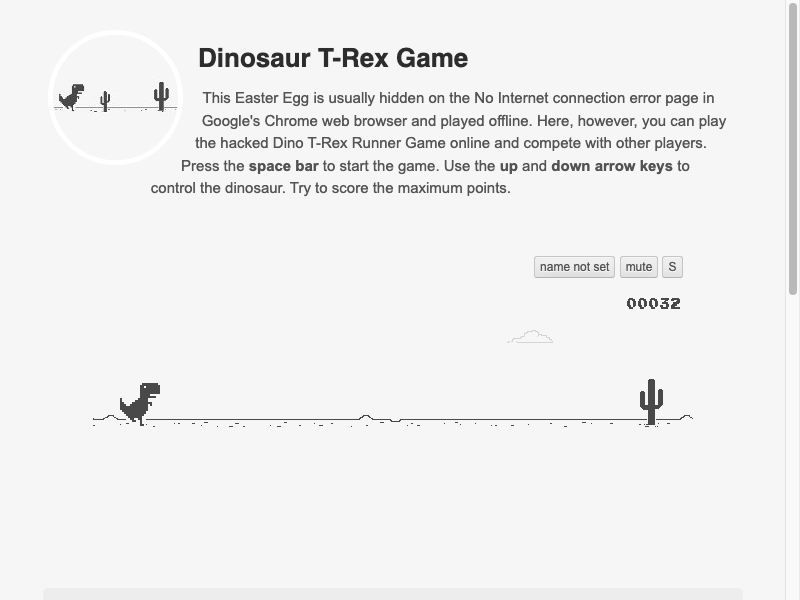 Dinosaur T-Rex Game
This Easter Egg is usually hidden on the No Internet connection error page in
Google's Chrome web browser and played offline. Here, however, you can play
the hacked Dino T-Rex Runner Game online and compete with other players.
Press the space bar to start the game. Use the up and down arrow keys to
control the dinosaur. Try to score the maximum points.
name not set mute S
00032